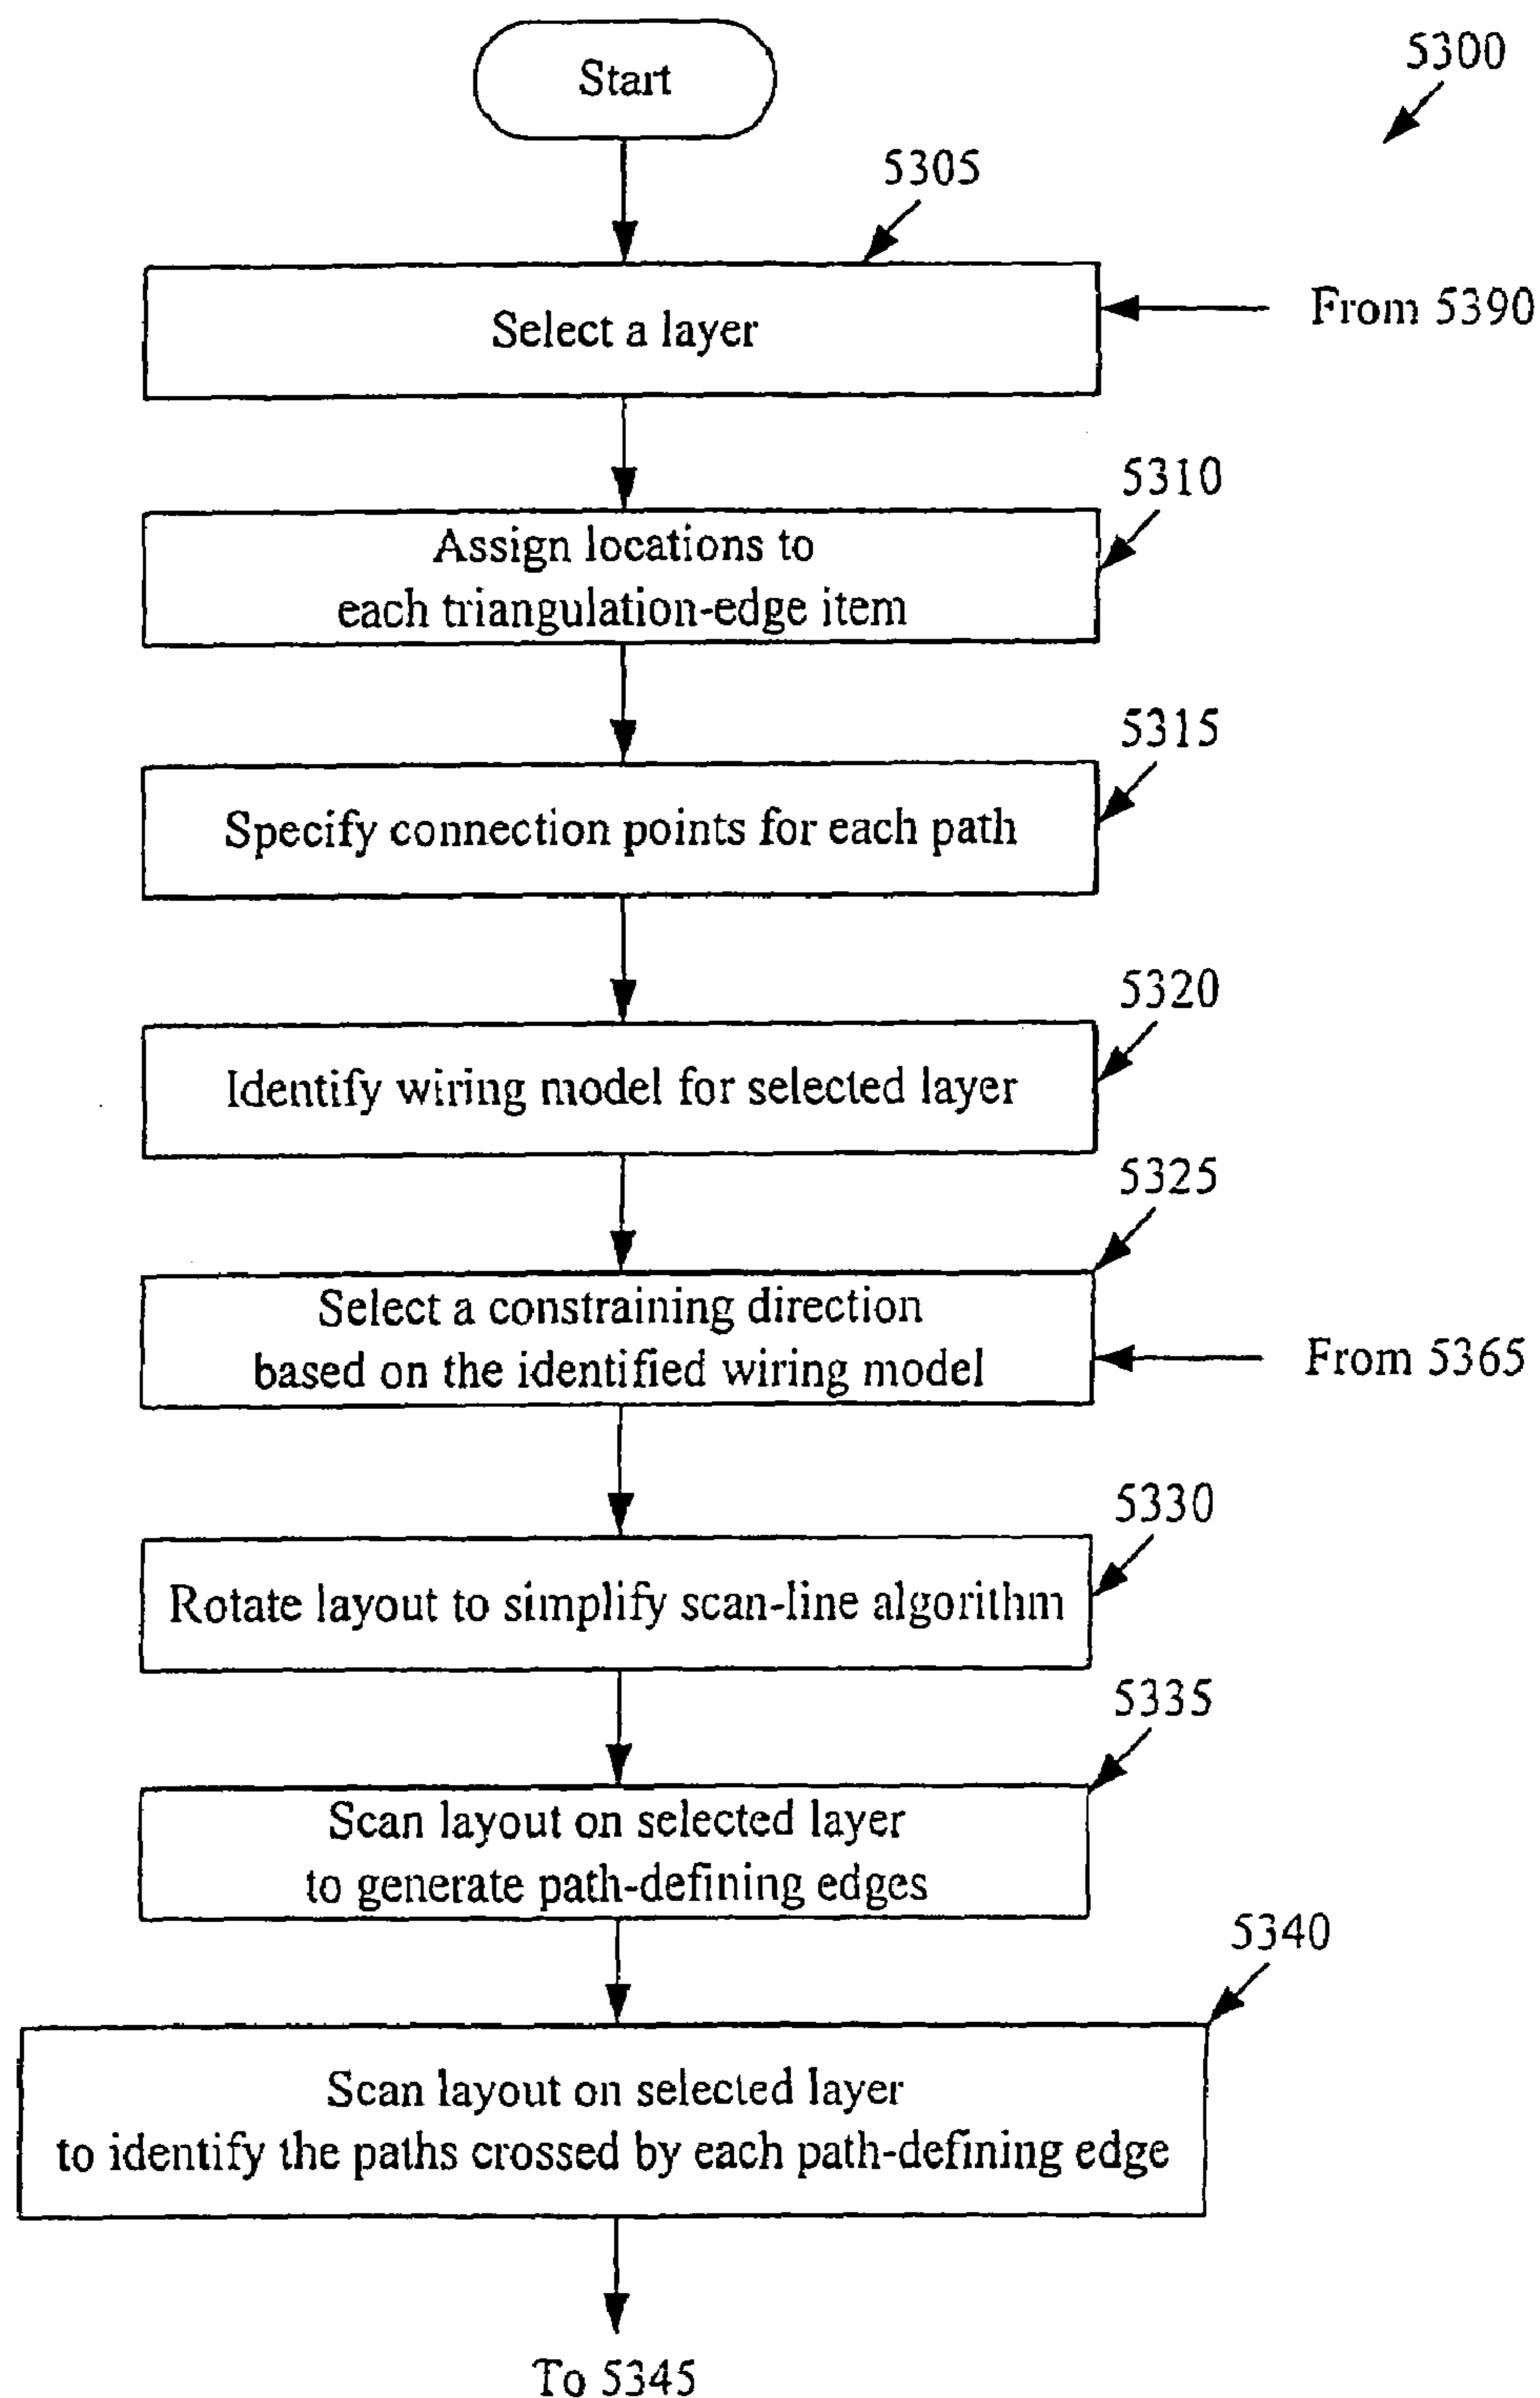 Start
5300
5305
Select a layer
From 5390
5310
Assign locations to
each triangulation-edge item
5315
Specify connection points for each path
5320
Identify wiring model for selected layer
5325
Select a constraining direction
based on the identified wiring model
From 5365
5330
Rotate layout to simplify scan-line algorithm
5335
Scan layout on selected layer
to generate path-defining edges
5340
Scan layout on selected layer
to identify the paths crossed by each path-defining edge
To 5345